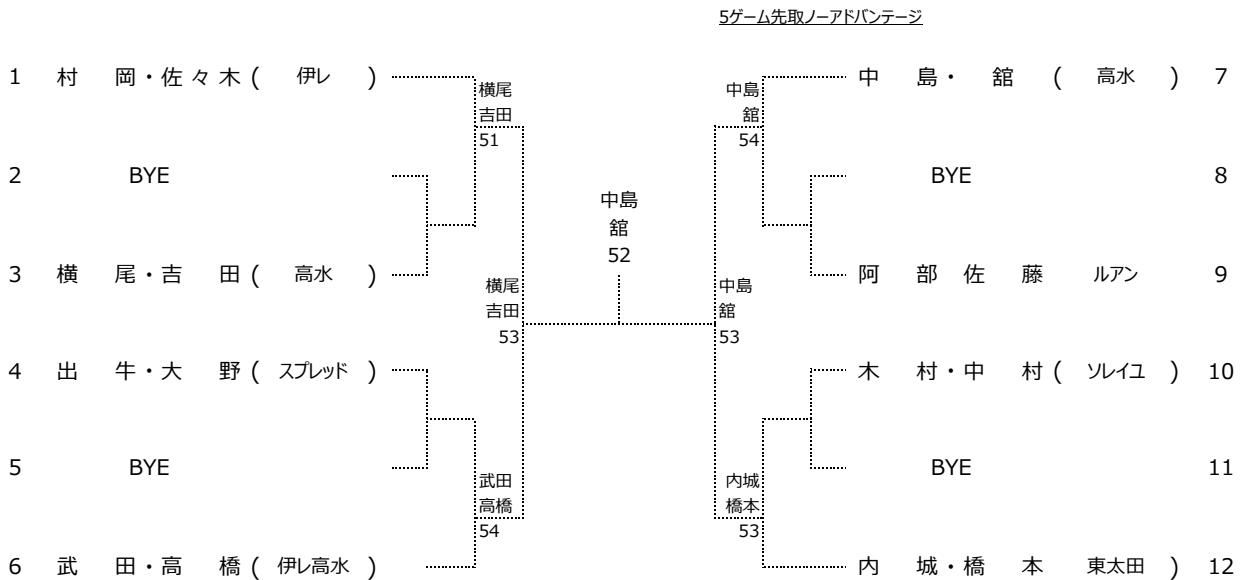 5ゲーム先取ノーアドバンテージ
1 村 岡・佐々木( 伊レ )
横尾
吉田
51
中島
舘
54
中 島・ 舘 ( 高水 ) 7
2 BYE
BYE 8
中島
舘
52
3 横 尾・吉 田( 高水 )
横尾
吉田
53
中島
舘
53
阿 部 佐 藤 ルアン 9
4 出 牛・大 野( スプレッド )
木 村・中 村( ソレイユ ) 10
5 BYE
武田
高橋
54
内城
橋本
53
BYE 11
6 武 田・高 橋( 伊レ高水 )
内 城・橋 本 東太田 ) 12